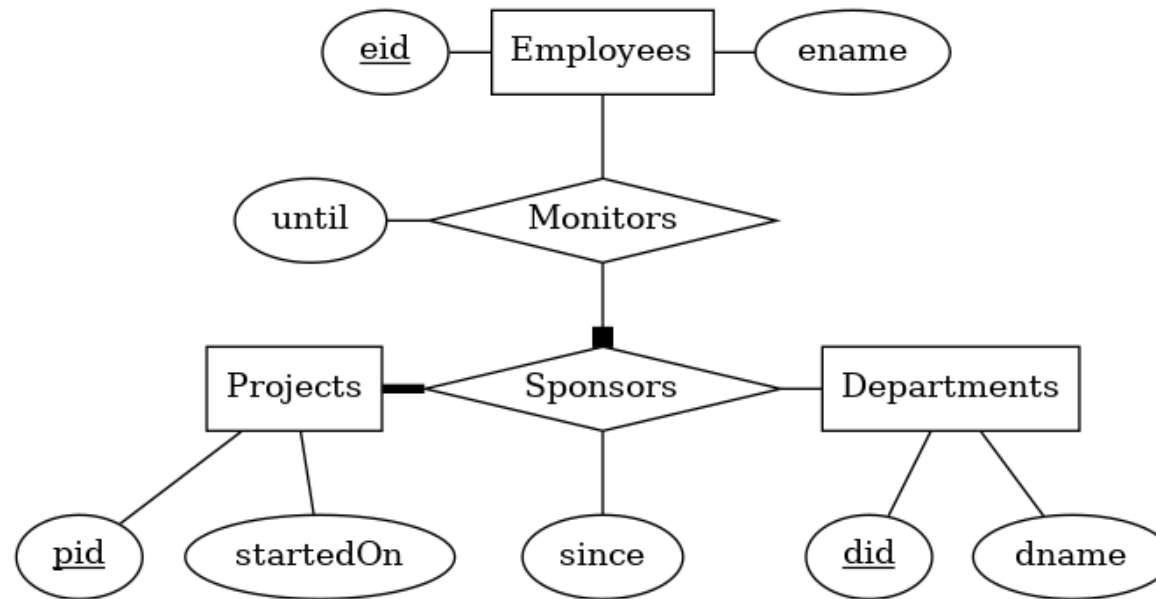 eid
Employees
ename
until
Monitors
Projects
Sponsors
Departments
pid
startedOn
since
did
dname